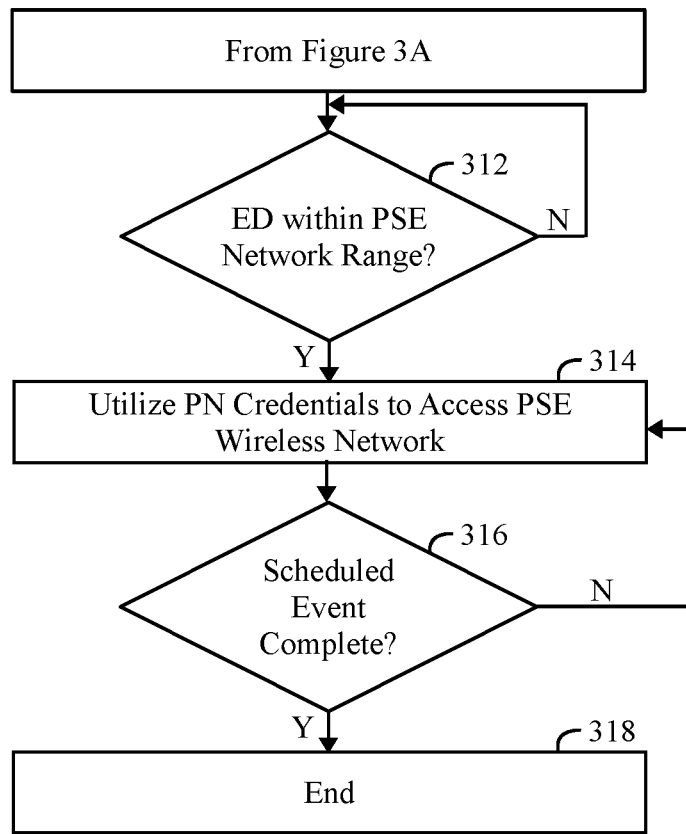 From Figure 3A
312
ED within PSE
Network Range?
N
Y
314
Utilize PN Credentials to Access PSE
Wireless Network
316
Scheduled
Event
Complete?
N
Y
318
End